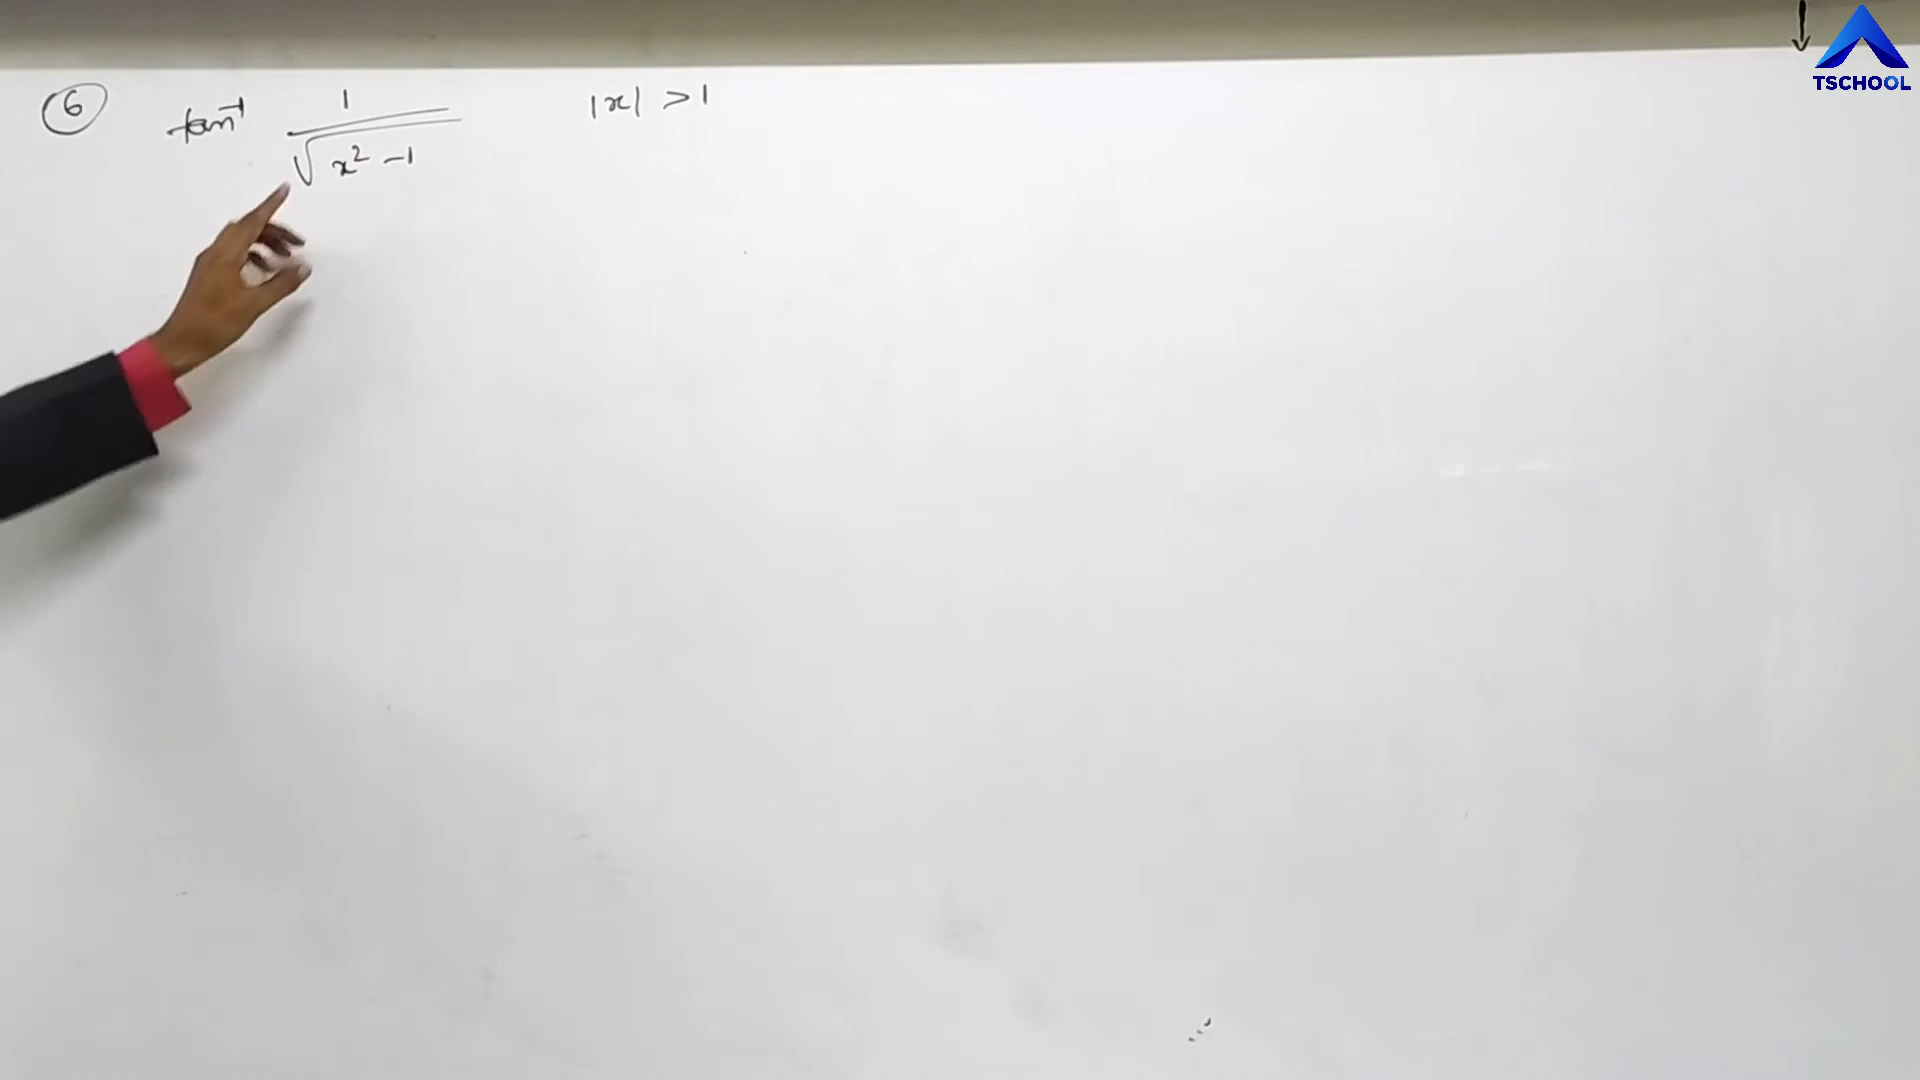 ⑥ tan⁻¹ 1/√(x² − 1) |x| > 1
TSCHOOL